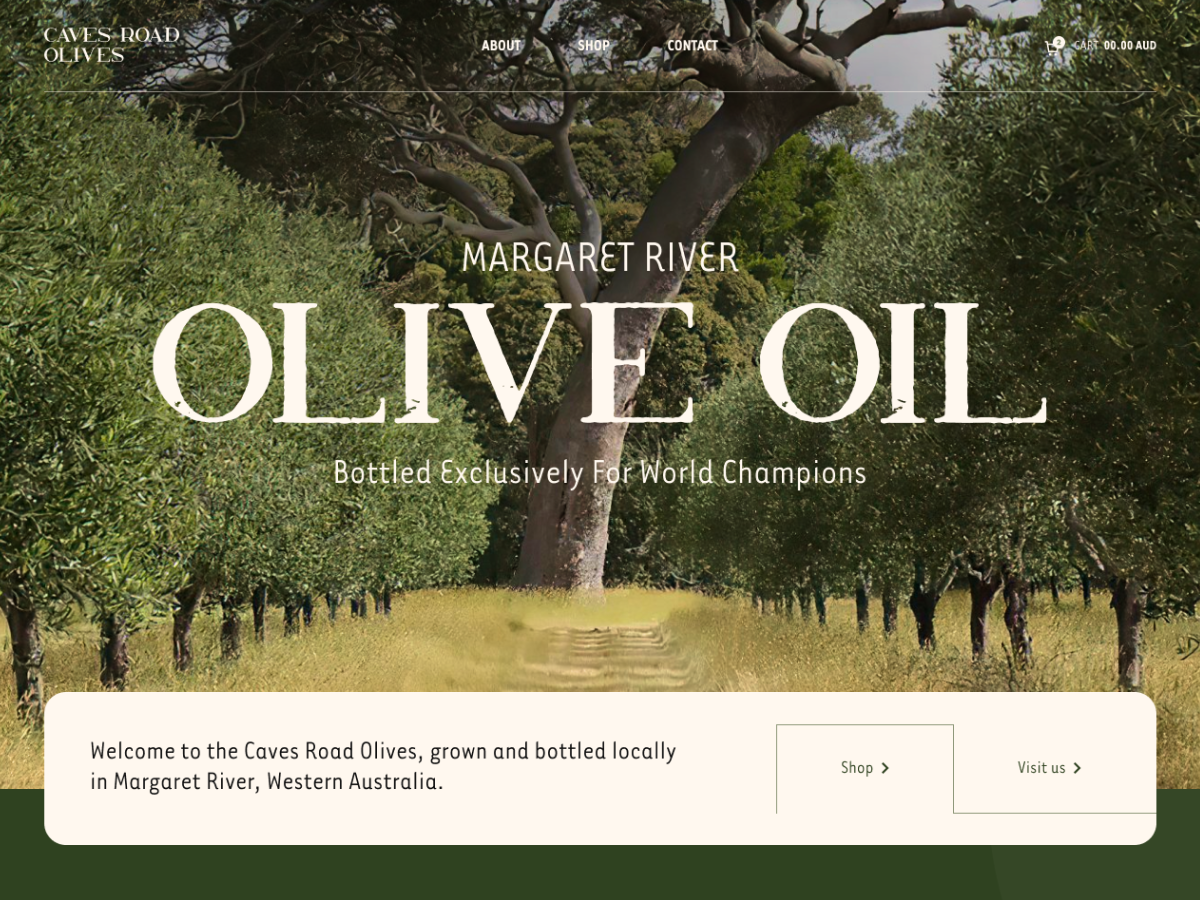 CAVES ROAD
OLIVES
ABOUT
SHOP
CONTACT
2
CART 00.00 AUD
MARGARET RIVER
OLIVE OIL
Bottled Exclusively For World Champions
Welcome to the Caves Road Olives, grown and bottled locally
in Margaret River, Western Australia.
Shop
Visit us